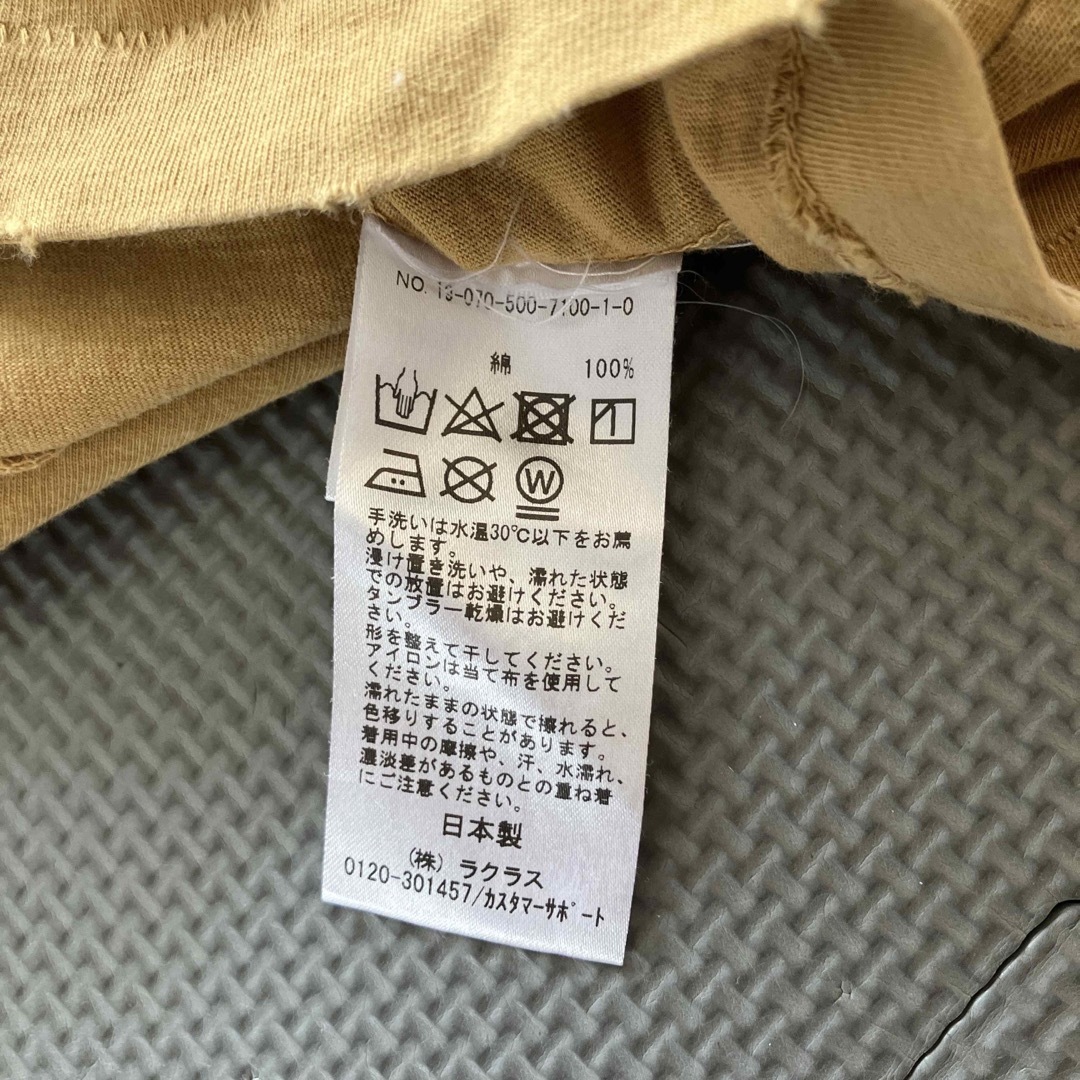 NO. 13-070-500-7100-1-0
綿 100%
W
手洗いは水温30℃以下をお薦
めします。
浸け置き洗いや、濡れた状態
での放置はお避けください。
タンブラー乾燥はお避けくだ
さい。
形を整えて干してください。
アイロンは当て布を使用して
ください。
濡れたままの状態で擦れると、
色移りすることがあります。
着用中の摩擦や、汗、水濡れ、
濃淡差があるものとの重ね着
にご注意ください。
日本製
(株) ラクラス
0120-301457/カスタマーサポート